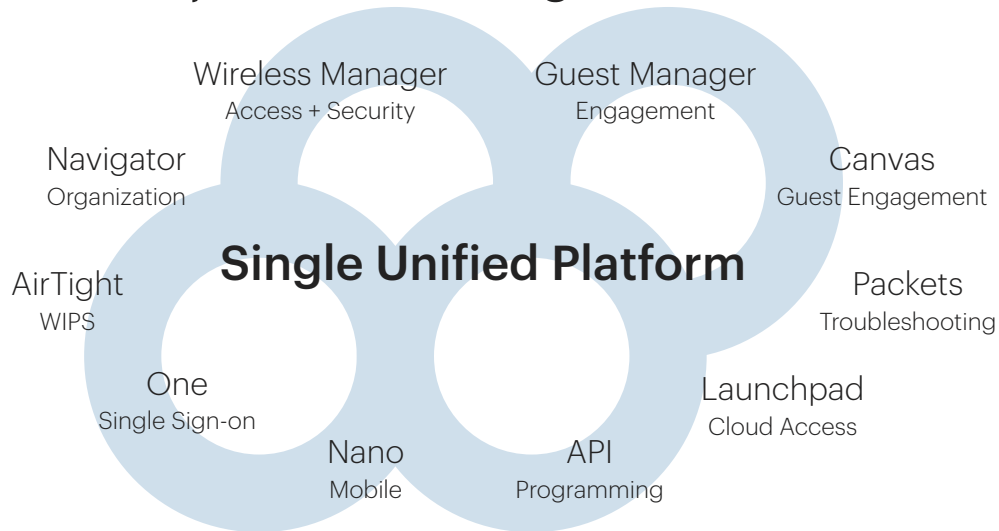 Wireless Manager
Access + Security
Guest Manager
Engagement
Navigator
Organization
Canvas
Guest Engagement
Single Unified Platform
AirTight
WIPS
Packets
Troubleshooting
One
Single Sign-on
Launchpad
Cloud Access
Nano
Mobile
API
Programming